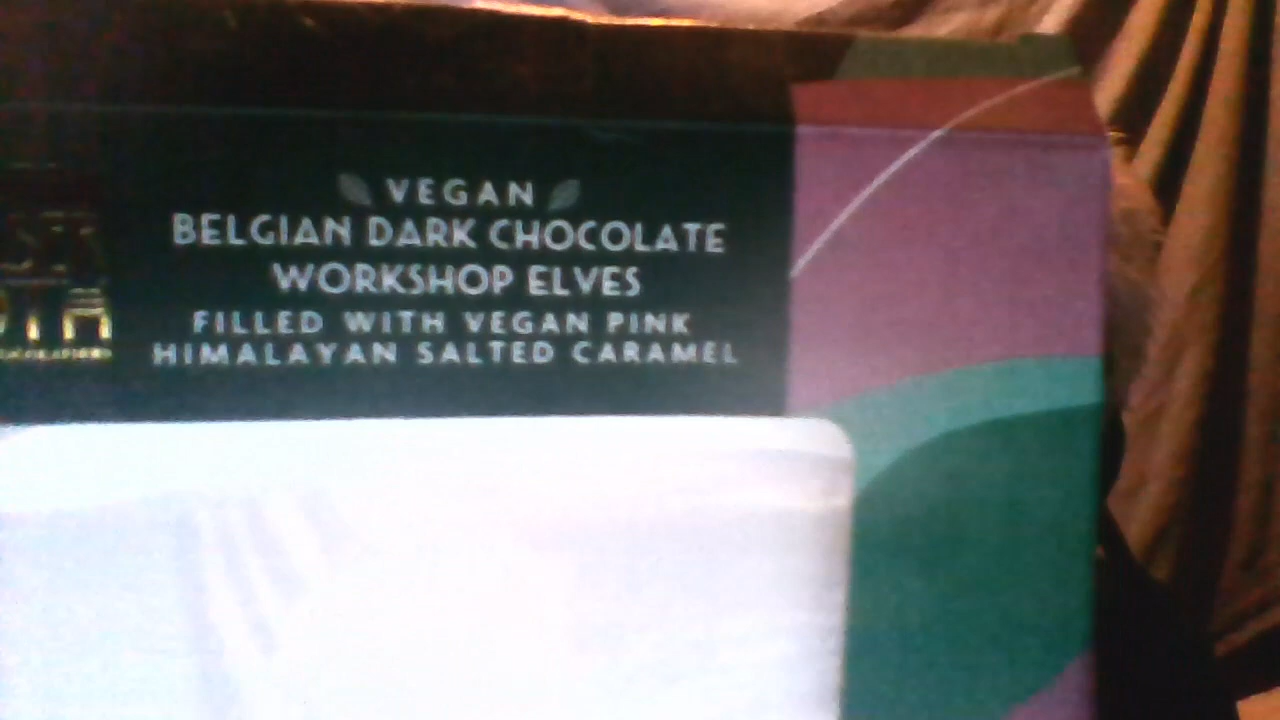 VEGAN
BELGIAN DARK CHOCOLATE
WORKSHOP ELVES
FILLED WITH VEGAN PINK
HIMALAYAN SALTED CARAMEL